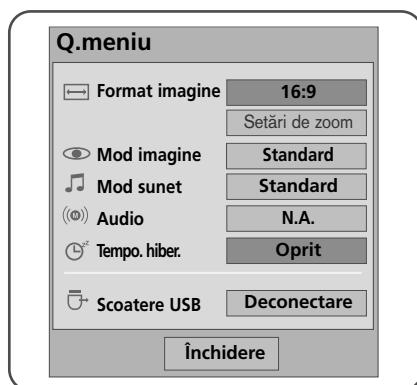 Q.meniu
Format imagine 16:9
Setări de zoom
Mod imagine Standard
Mod sunet Standard
Audio N.A.
Tempo. hiber. Oprit
Scoatere USB Deconectare
Închidere